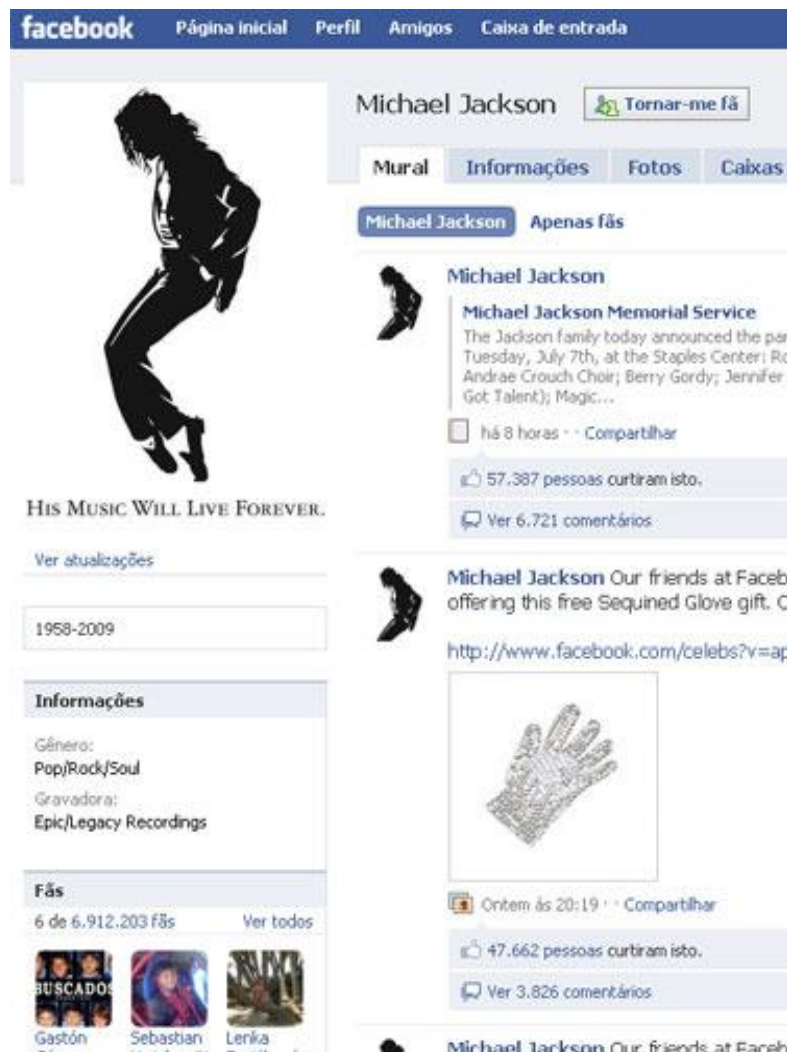 facebook Página inicial Perfil Amigos Caixa de entrada
Michael Jackson Tornar-me fã
Mural Informações Fotos Caixas
Michael Jackson Apenas fãs
Michael Jackson
Michael Jackson Memorial Service
The Jackson family today announced the par
Tuesday, July 7th, at the Staples Center: Ro
Andrae Crouch Choir; Berry Gordy; Jennifer
Got Talent); Magic...
há 8 horas · · Compartilhar
57.387 pessoas curtiram isto.
Ver 6.721 comentários
HIS MUSIC WILL LIVE FOREVER.
Ver atualizações
1958-2009
Informações
Gênero:
Pop/Rock/Soul
Gravadora:
Epic/Legacy Recordings
Fãs
6 de 6.912.203 fãs Ver todos
BUSCADOS
Gastón Sebastian Lenka
Michael Jackson Our friends at Faceb
offering this free Sequined Glove gift. C
http://www.facebook.com/celebs?v=ap
Ontem às 20:19 · · Compartilhar
47.662 pessoas curtiram isto.
Ver 3.826 comentários
Michael Jackson Our friends at Faceb